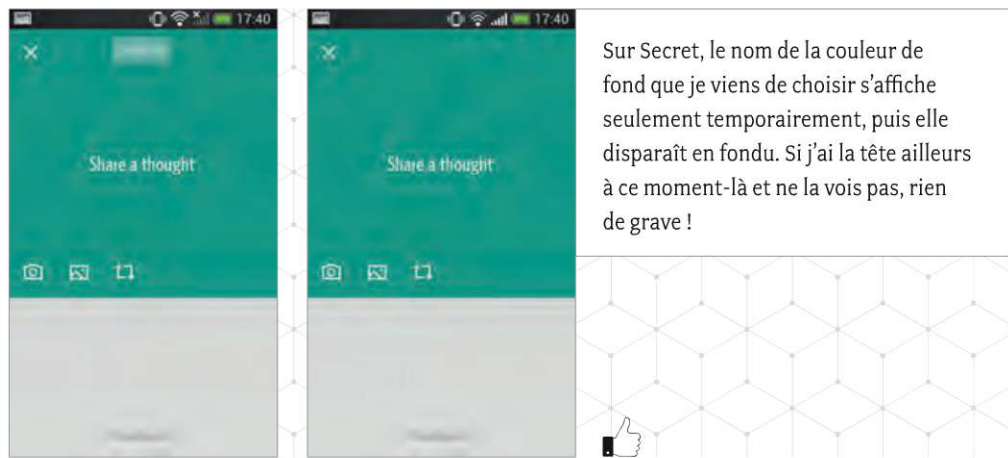 17:40
Share a thought
17:40
Share a thought
Sur Secret, le nom de la couleur de
fond que je viens de choisir s’affiche
seulement temporairement, puis elle
disparaît en fondu. Si j’ai la tête ailleurs
à ce moment-là et ne la vois pas, rien
de grave !